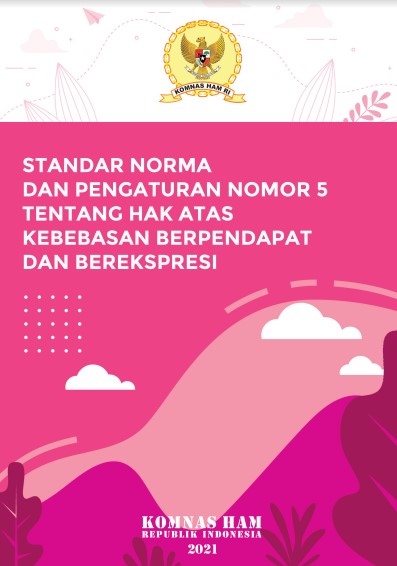 KOMNAS HAM RI
STANDAR NORMA
DAN PENGATURAN NOMOR 5
TENTANG HAK ATAS
KEBEBASAN BERPENDAPAT
DAN BEREKSPRESI
KOMNAS HAM
REPUBLIK INDONESIA
2021